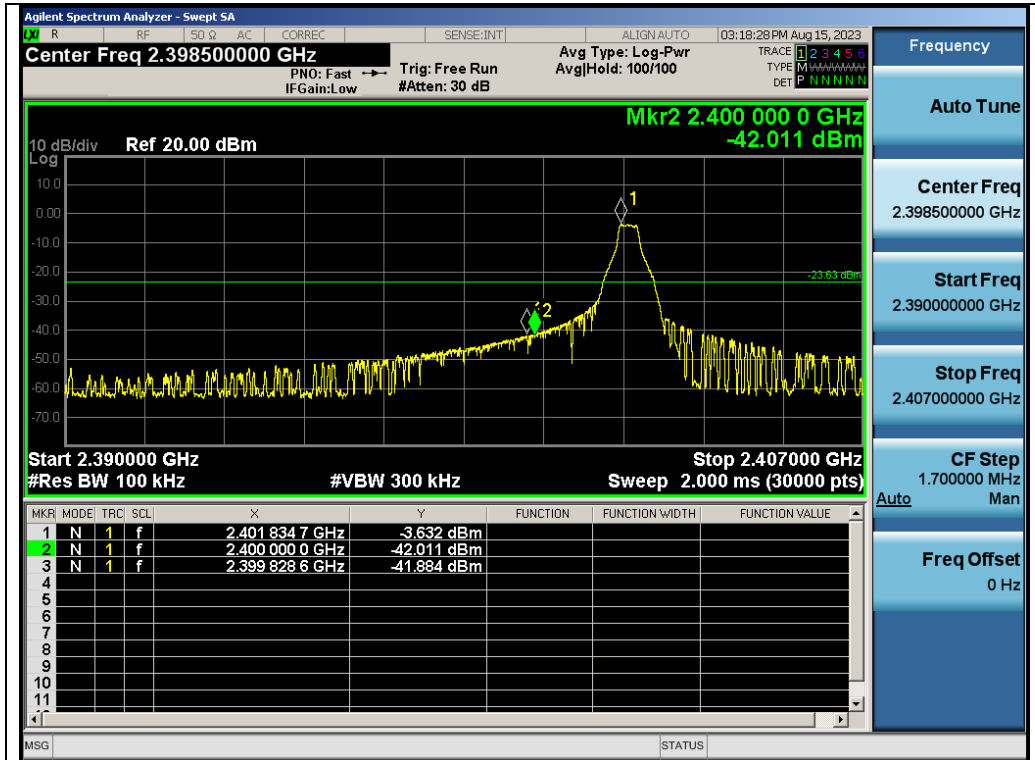 Agilent Spectrum Analyzer - Swept SA
LXI R RF 50 Ω AC CORREC SENSE:INT ALIGN AUTO 03:18:28 PM Aug 15, 2023
Center Freq 2.398500000 GHz
PNO: Fast
IFGain:Low
Trig: Free Run
#Atten: 30 dB
Avg Type: Log-Pwr
Avg|Hold: 100/100
TRACE 1 2 3 4 5 6
TYPE M WWWWW
DET P N N N N N
Mkr2 2.400 000 0 GHz
-42.011 dBm
10 dB/div Ref 20.00 dBm
Log
10.0
0.00
-10.0
-20.0
-30.0
-40.0
-50.0
-60.0
-70.0
1
2
-23.63 dBm
Start 2.390000 GHz Stop 2.407000 GHz
#Res BW 100 kHz #VBW 300 kHz Sweep 2.000 ms (30000 pts)
MKR MODE TRC SCL X Y FUNCTION FUNCTION WIDTH FUNCTION VALUE
1 N 1 f 2.401 834 7 GHz -3.632 dBm
2 N 1 f 2.400 000 0 GHz -42.011 dBm
3 N 1 f 2.399 828 6 GHz -41.884 dBm
4
5
6
7
8
9
10
11
MSG STATUS
Frequency
Auto Tune
Center Freq
2.398500000 GHz
Start Freq
2.390000000 GHz
Stop Freq
2.407000000 GHz
CF Step
1.700000 MHz
Auto Man
Freq Offset
0 Hz